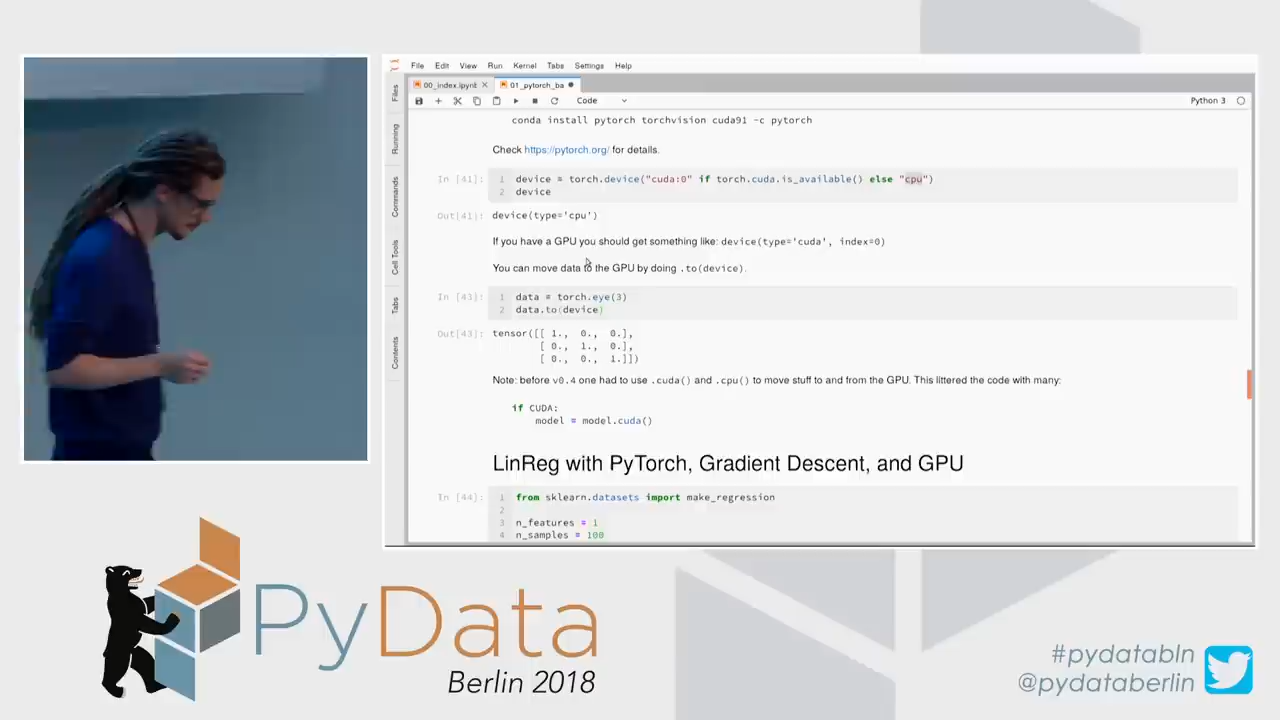 File Edit View Run Kernel Tabs Settings Help
00_index.ipynb
01_pytorch_ba
Code
Python 3
Files
Running
Commands
Cell Tools
Tabs
Contents
conda install pytorch torchvision cuda91 -c pytorch
Check https://pytorch.org/ for details.
In [41]:
1 device = torch.device("cuda:0" if torch.cuda.is_available() else "cpu")
2 device
Out[41]: device(type='cpu')
If you have a GPU you should get something like: device(type='cuda', index=0)
You can move data to the GPU by doing .to(device).
In [43]:
1 data = torch.eye(3)
2 data.to(device)
Out[43]: tensor([[ 1., 0., 0.],
[ 0., 1., 0.],
[ 0., 0., 1.]])
Note: before v0.4 one had to use .cuda() and .cpu() to move stuff to and from the GPU. This littered the code with many:
if CUDA:
model = model.cuda()
LinReg with PyTorch, Gradient Descent, and GPU
In [44]:
1 from sklearn.datasets import make_regression
2
3 n_features = 1
4 n_samples = 100
PyData
Berlin 2018
#pydatabln
@pydataberlin